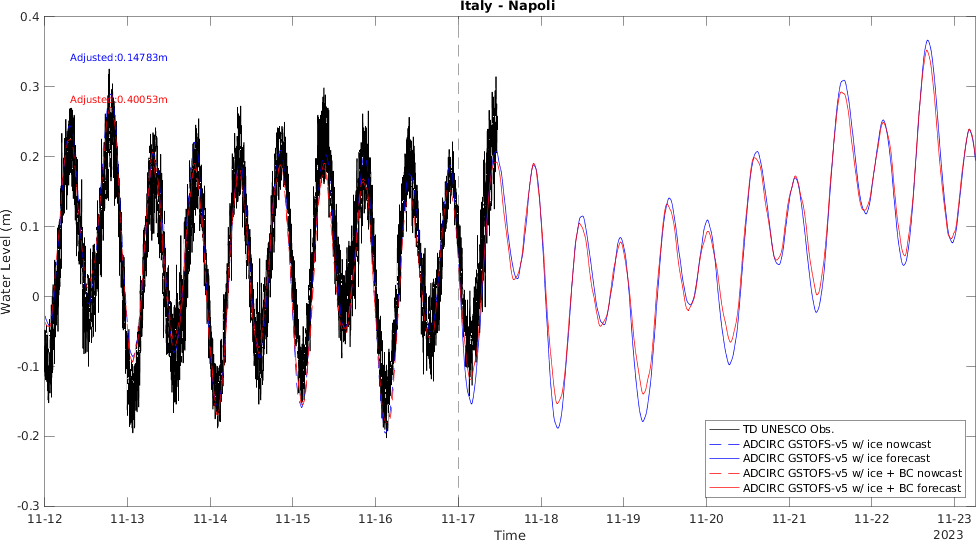 Italy - Napoli
0.4
Adjusted:0.14783m
0.3
Adjusted:0.40053m
0.2
0.1
Water Level (m)
0
-0.1
-0.2
TD UNESCO Obs.
ADCIRC GSTOFS-v5 w/ ice nowcast
ADCIRC GSTOFS-v5 w/ ice forecast
ADCIRC GSTOFS-v5 w/ ice + BC nowcast
ADCIRC GSTOFS-v5 w/ ice + BC forecast
-0.3
11-12 11-13 11-14 11-15 11-16 11-17 11-18 11-19 11-20 11-21 11-22 11-23
Time 2023